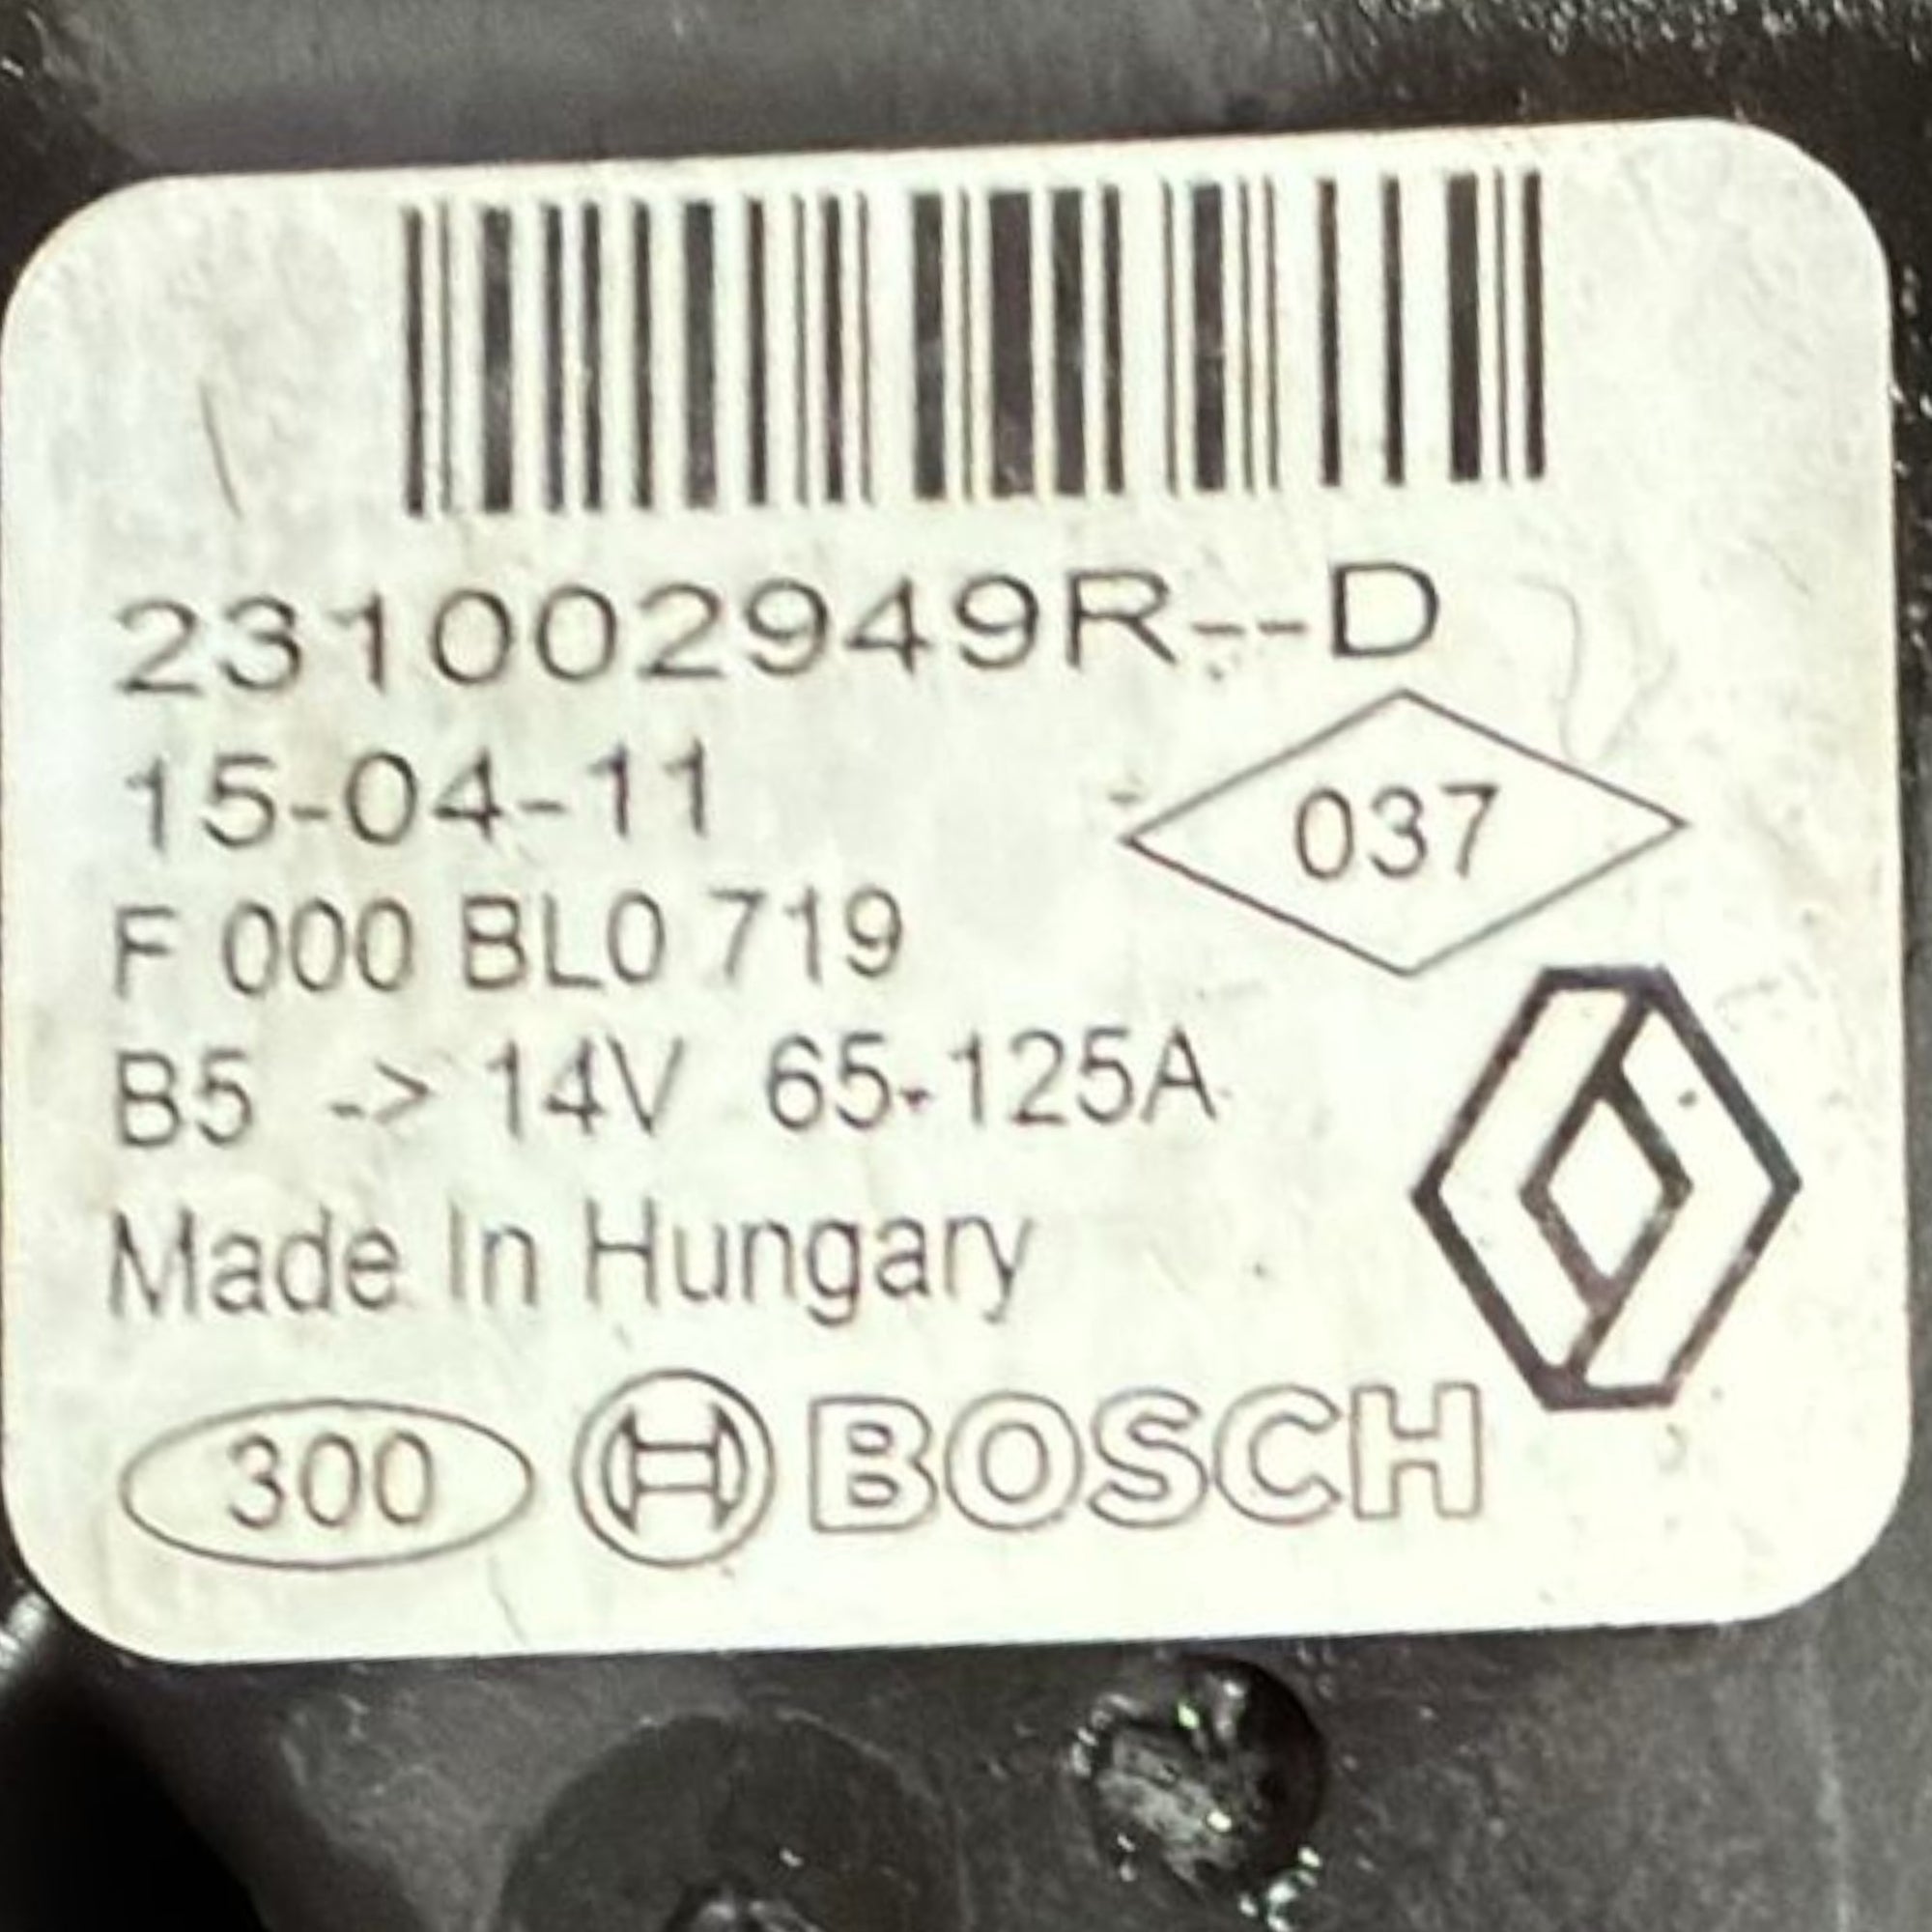 231002949R--D
15-04-11
037
F 000 BL0 719
B5 -> 14V 65-125A
Made In Hungary
300 BOSCH